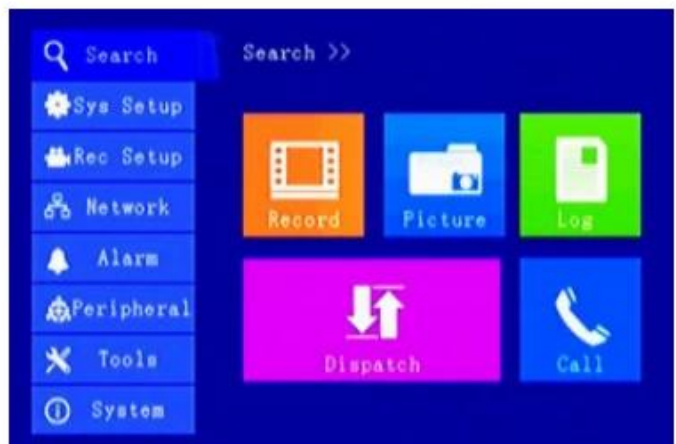 Search
Sys Setup
Rec Setup
Network
Alarm
Peripheral
Tools
System
Search >>
Record
Picture
Log
Dispatch
Call